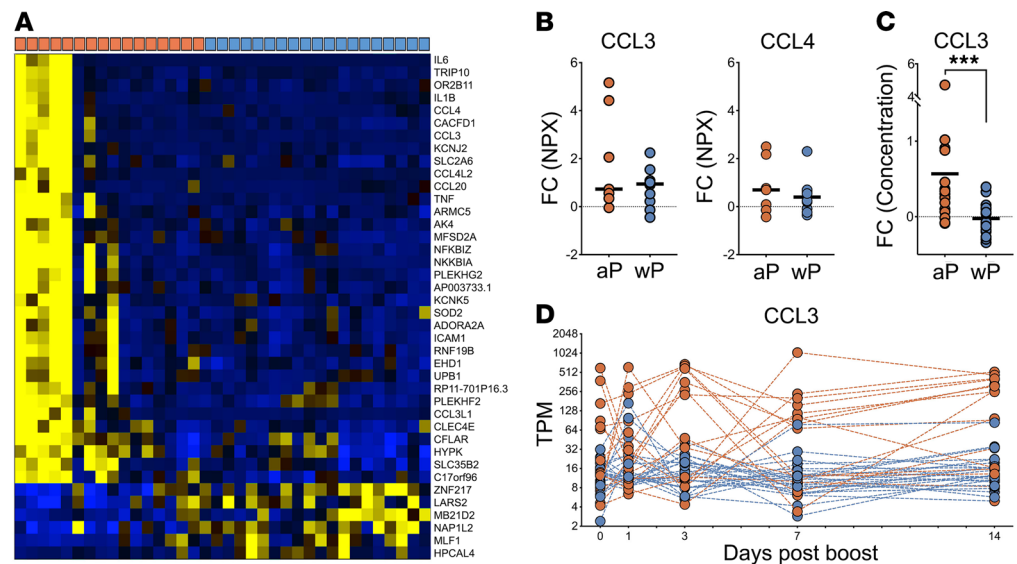 A
IL6
TRIP10
OR2B11
IL1B
CCL4
CACFD1
CCL3
KCNJ2
SLC2A6
CCL4L2
CCL20
TNF
ARMC5
AK4
MFSD2A
NFKBIZ
NKKBIA
PLEKHG2
AP003733.1
KCNK5
SOD2
ADORA2A
ICAM1
RNF19B
EHD1
UPB1
RP11-701P16.3
PLEKHF2
CCL3L1
CLEC4E
CFLAR
HYPK
SLC35B2
C17orf96
ZNF217
LARS2
MB21D2
NAP1L2
MLF1
HPCAL4
B
CCL3
FC (NPX)
6
4
2
0
-2
aP wP
CCL4
FC (NPX)
6
4
2
0
-2
aP wP
C
CCL3
***
FC (Concentration)
6
4
1
0
aP wP
D
CCL3
TPM
2048
1024
512
256
128
64
32
16
8
4
2
0 1 3 7 14
Days post boost